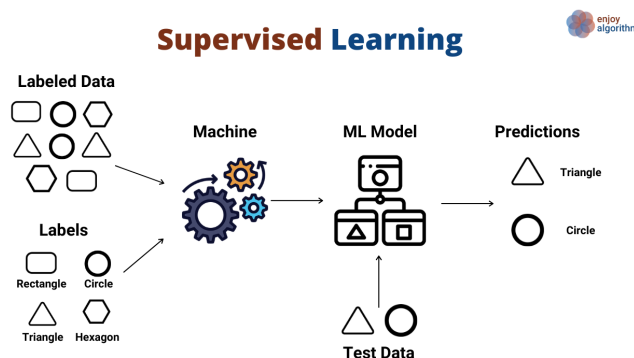 enjoy
algorithm
Supervised Learning
Labeled Data
Machine
ML Model
Predictions
Triangle
Circle
Labels
Rectangle Circle
Triangle Hexagon
Test Data